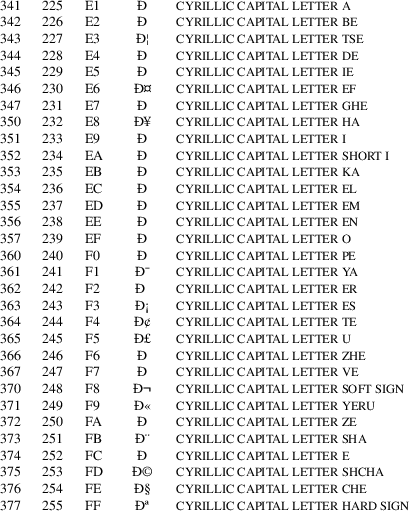 341 225 E1 Ð CYRILLIC CAPITAL LETTER A
342 226 E2 Ð CYRILLIC CAPITAL LETTER BE
343 227 E3 Ð¦ CYRILLIC CAPITAL LETTER TSE
344 228 E4 Ð CYRILLIC CAPITAL LETTER DE
345 229 E5 Ð CYRILLIC CAPITAL LETTER IE
346 230 E6 Ð¤ CYRILLIC CAPITAL LETTER EF
347 231 E7 Ð CYRILLIC CAPITAL LETTER GHE
350 232 E8 Ð¥ CYRILLIC CAPITAL LETTER HA
351 233 E9 Ð CYRILLIC CAPITAL LETTER I
352 234 EA Ð CYRILLIC CAPITAL LETTER SHORT I
353 235 EB Ð CYRILLIC CAPITAL LETTER KA
354 236 EC Ð CYRILLIC CAPITAL LETTER EL
355 237 ED Ð CYRILLIC CAPITAL LETTER EM
356 238 EE Ð CYRILLIC CAPITAL LETTER EN
357 239 EF Ð CYRILLIC CAPITAL LETTER O
360 240 F0 Ð CYRILLIC CAPITAL LETTER PE
361 241 F1 Ð¯ CYRILLIC CAPITAL LETTER YA
362 242 F2 Ð CYRILLIC CAPITAL LETTER ER
363 243 F3 Ð¡ CYRILLIC CAPITAL LETTER ES
364 244 F4 Ð¢ CYRILLIC CAPITAL LETTER TE
365 245 F5 Ð£ CYRILLIC CAPITAL LETTER U
366 246 F6 Ð CYRILLIC CAPITAL LETTER ZHE
367 247 F7 Ð CYRILLIC CAPITAL LETTER VE
370 248 F8 Ð¬ CYRILLIC CAPITAL LETTER SOFT SIGN
371 249 F9 Ð« CYRILLIC CAPITAL LETTER YERU
372 250 FA Ð CYRILLIC CAPITAL LETTER ZE
373 251 FB Ð¨ CYRILLIC CAPITAL LETTER SHA
374 252 FC Ð CYRILLIC CAPITAL LETTER E
375 253 FD Ð© CYRILLIC CAPITAL LETTER SHCHA
376 254 FE Ð§ CYRILLIC CAPITAL LETTER CHE
377 255 FF Ðª CYRILLIC CAPITAL LETTER HARD SIGN